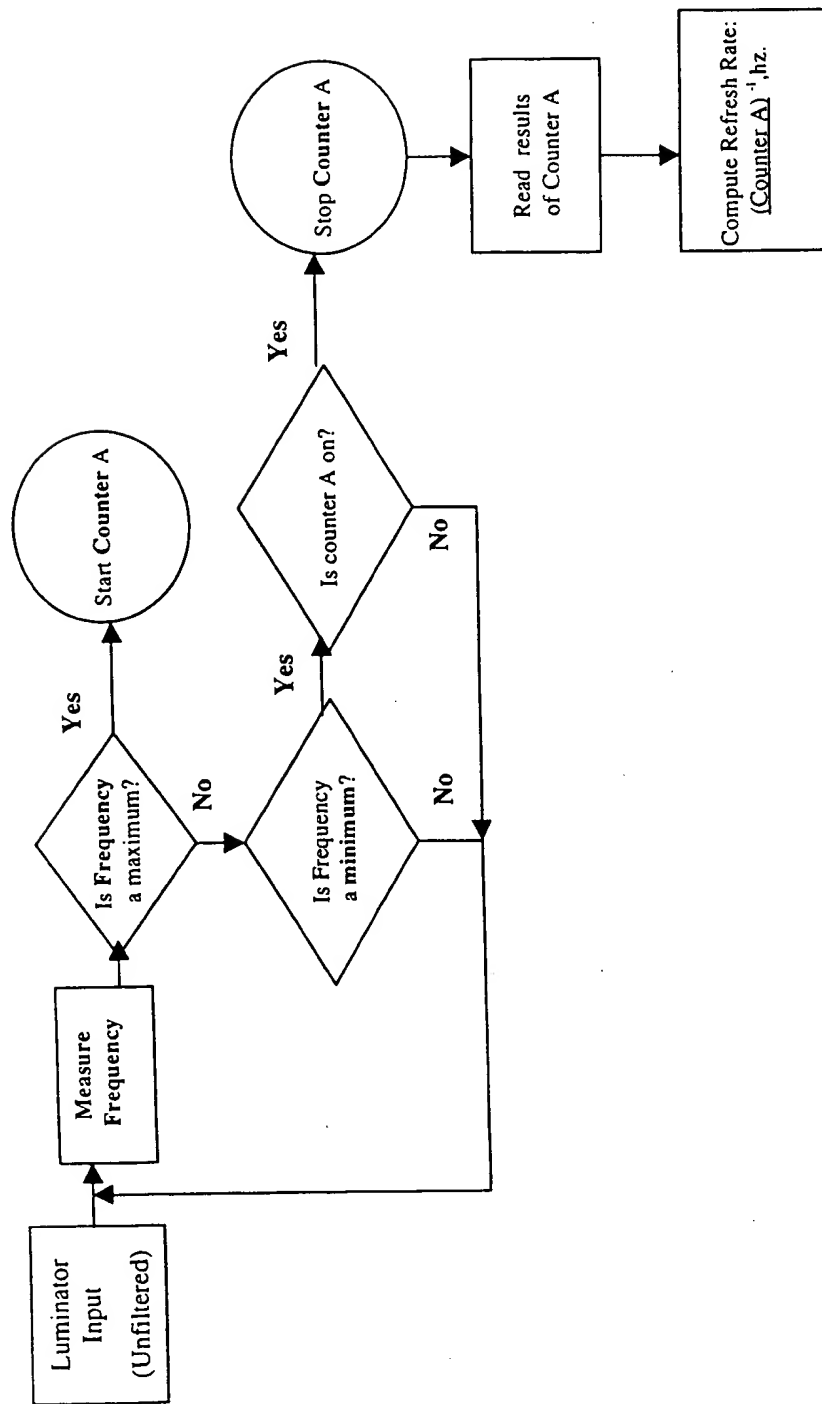 Luminator
Input
(Unfiltered)
Measure
Frequency
Is Frequency
a maximum?
Yes
Start Counter A
No
Is Frequency
a minimum?
Yes
No
Is counter A on?
Yes
No
Stop Counter A
Read results
of Counter A
Compute Refresh Rate:
(Counter A) -1,hz.